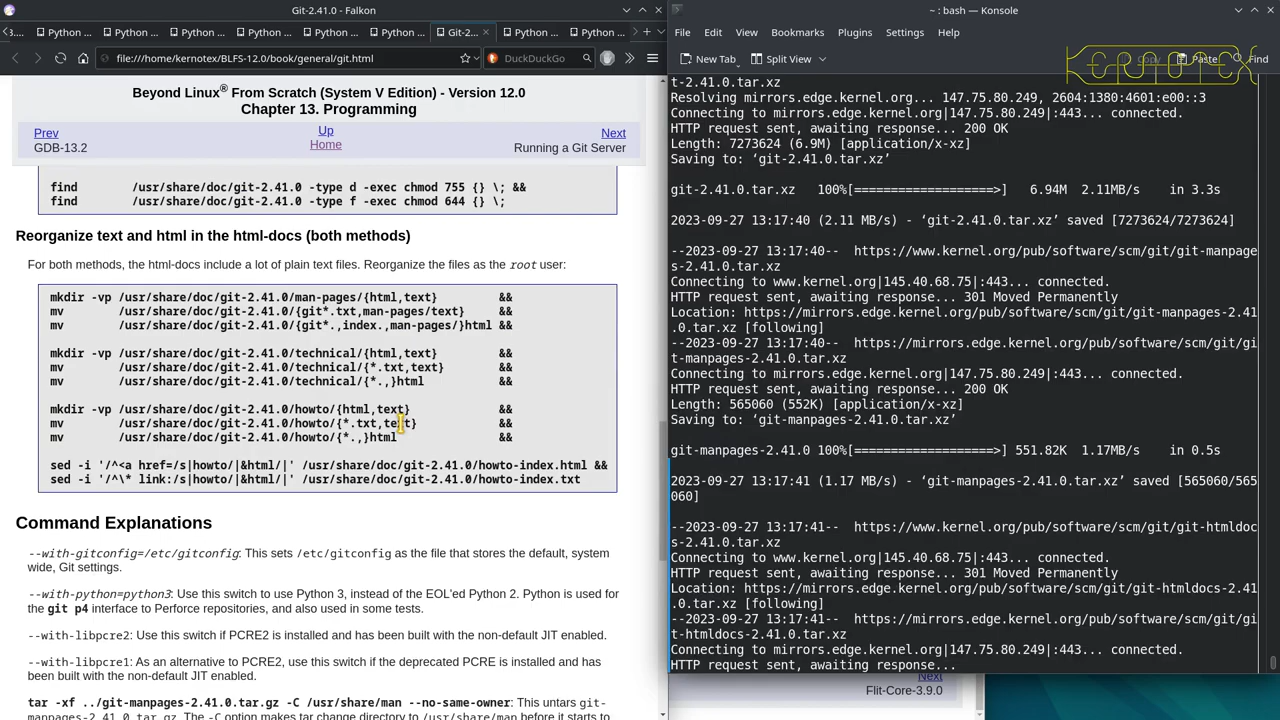 Git-2.41.0 - Falkon
Python ...
Python ...
Python ...
Python ...
Python ...
Python ...
Git-2...
Python ...
Python ...
file:///home/kernotex/BLFS-12.0/book/general/git.html
DuckDuckGo
Beyond Linux® From Scratch (System V Edition) - Version 12.0
Chapter 13. Programming
Prev
Up
Next
GDB-13.2
Home
Running a Git Server
find /usr/share/doc/git-2.41.0 -type d -exec chmod 755 {} \; &&
find /usr/share/doc/git-2.41.0 -type f -exec chmod 644 {} \;
Reorganize text and html in the html-docs (both methods)
For both methods, the html-docs include a lot of plain text files. Reorganize the files as the root user:
mkdir -vp /usr/share/doc/git-2.41.0/man-pages/{html,text} &&
mv /usr/share/doc/git-2.41.0/{git*.txt,man-pages/text} &&
mv /usr/share/doc/git-2.41.0/{git*.,index.,man-pages/}html &&
mkdir -vp /usr/share/doc/git-2.41.0/technical/{html,text} &&
mv /usr/share/doc/git-2.41.0/technical/{*.txt,text} &&
mv /usr/share/doc/git-2.41.0/technical/{*.,}html &&
mkdir -vp /usr/share/doc/git-2.41.0/howto/{html,text} &&
mv /usr/share/doc/git-2.41.0/howto/{*.txt,text} &&
mv /usr/share/doc/git-2.41.0/howto/{*.,}html &&
sed -i '/^<a href=/s|howto/|&html/|' /usr/share/doc/git-2.41.0/howto-index.html &&
sed -i '/^\* link:/s|howto/|&html/|' /usr/share/doc/git-2.41.0/howto-index.txt
Command Explanations
--with-gitconfig=/etc/gitconfig: This sets /etc/gitconfig as the file that stores the default, system
wide, Git settings.
--with-python=python3: Use this switch to use Python 3, instead of the EOL'ed Python 2. Python is used for
the git p4 interface to Perforce repositories, and also used in some tests.
--with-libpcre2: Use this switch if PCRE2 is installed and has been built with the non-default JIT enabled.
--with-libpcre1: As an alternative to PCRE2, use this switch if the deprecated PCRE is installed and has
been built with the non-default JIT enabled.
tar -xf ../git-manpages-2.41.0.tar.gz -C /usr/share/man --no-same-owner: This untars git-
manpages-2.41.0.tar.gz. The -C option makes tar change directory to /usr/share/man before it starts to
~ : bash — Konsole
File Edit View Bookmarks Plugins Settings Help
New Tab Split View Copy Paste Find
KERNOTEX
t-2.41.0.tar.xz
Resolving mirrors.edge.kernel.org... 147.75.80.249, 2604:1380:4601:e00::3
Connecting to mirrors.edge.kernel.org|147.75.80.249|:443... connected.
HTTP request sent, awaiting response... 200 OK
Length: 7273624 (6.9M) [application/x-xz]
Saving to: ‘git-2.41.0.tar.xz’
git-2.41.0.tar.xz 100%[===================>] 6.94M 2.11MB/s in 3.3s
2023-09-27 13:17:40 (2.11 MB/s) - ‘git-2.41.0.tar.xz’ saved [7273624/7273624]
--2023-09-27 13:17:40-- https://www.kernel.org/pub/software/scm/git/git-manpage
s-2.41.0.tar.xz
Connecting to www.kernel.org|145.40.68.75|:443... connected.
HTTP request sent, awaiting response... 301 Moved Permanently
Location: https://mirrors.edge.kernel.org/pub/software/scm/git/git-manpages-2.41
.0.tar.xz [following]
--2023-09-27 13:17:40-- https://mirrors.edge.kernel.org/pub/software/scm/git/gi
t-manpages-2.41.0.tar.xz
Connecting to mirrors.edge.kernel.org|147.75.80.249|:443... connected.
HTTP request sent, awaiting response... 200 OK
Length: 565060 (552K) [application/x-xz]
Saving to: ‘git-manpages-2.41.0.tar.xz’
git-manpages-2.41.0 100%[===================>] 551.82K 1.17MB/s in 0.5s
2023-09-27 13:17:41 (1.17 MB/s) - ‘git-manpages-2.41.0.tar.xz’ saved [565060/565
060]
--2023-09-27 13:17:41-- https://www.kernel.org/pub/software/scm/git/git-htmldoc
s-2.41.0.tar.xz
Connecting to www.kernel.org|145.40.68.75|:443... connected.
HTTP request sent, awaiting response... 301 Moved Permanently
Location: https://mirrors.edge.kernel.org/pub/software/scm/git/git-htmldocs-2.41
.0.tar.xz [following]
--2023-09-27 13:17:41-- https://mirrors.edge.kernel.org/pub/software/scm/git/gi
t-htmldocs-2.41.0.tar.xz
Connecting to mirrors.edge.kernel.org|147.75.80.249|:443... connected.
HTTP request sent, awaiting response...
Next
Flit-Core-3.9.0